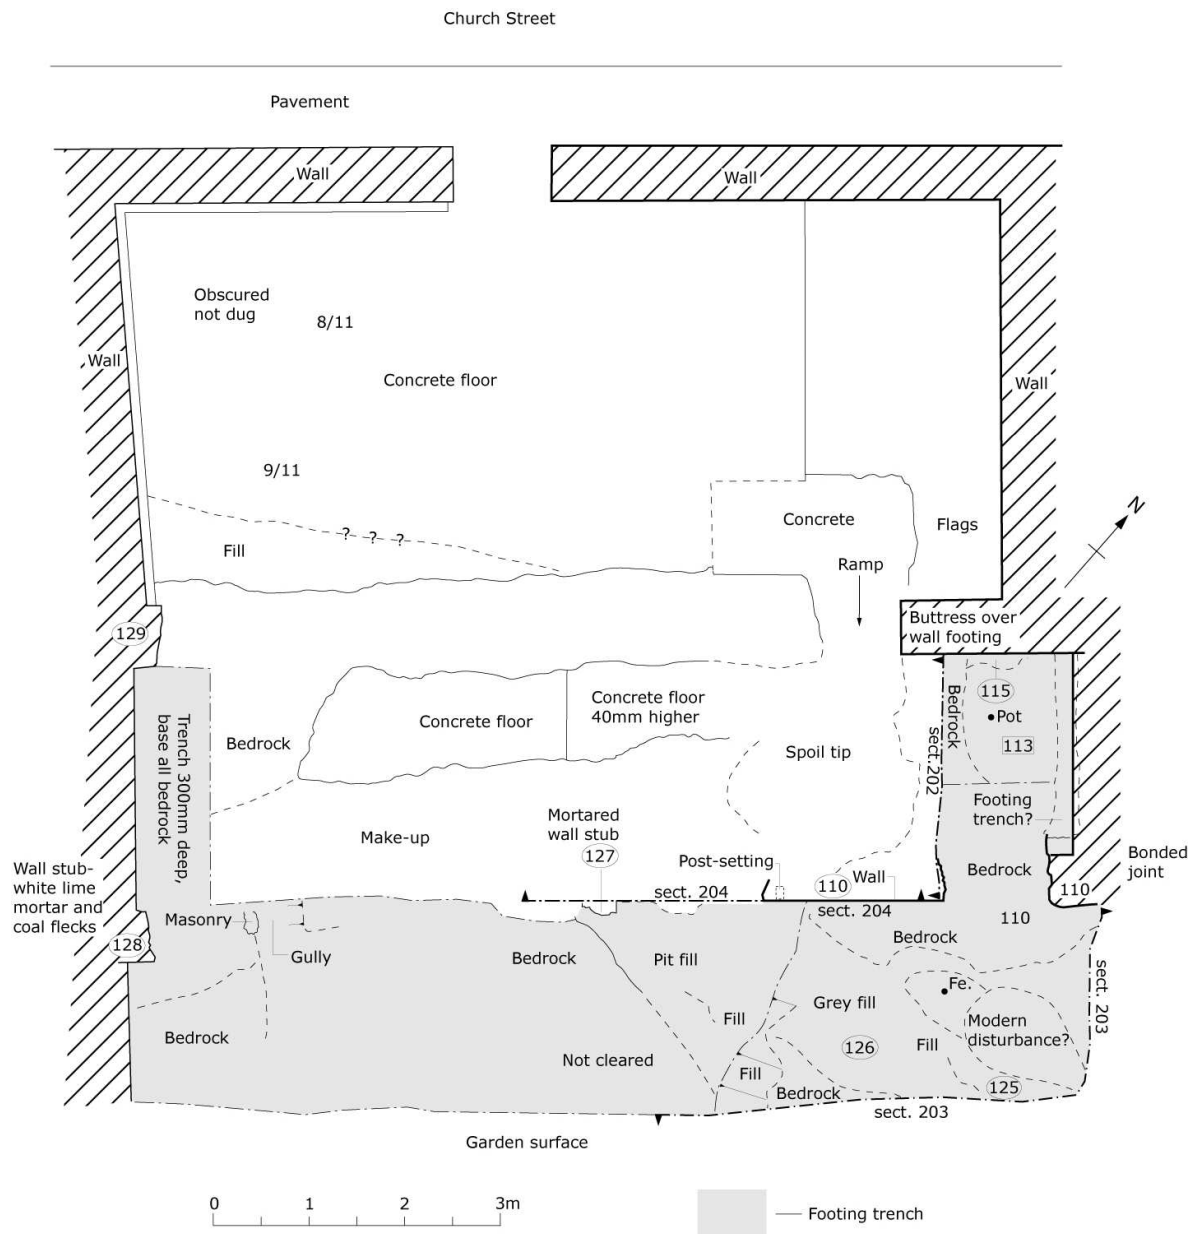 Church Street
Pavement
Wall
Wall
Obscured
not dug
8/11
Wall
Concrete floor
Wall
9/11
N
Concrete
Flags
? ? ?
Fill
Ramp
129
Buttress over
wall footing
115
Bedrock
Pot
Trench 300mm deep,
base all bedrock
Concrete floor
40mm higher
Concrete floor
Bedrock
113
sect.202
Spoil tip
Footing
trench?
Mortared
wall stub
127
Make-up
Post-setting
Bedrock
Bonded
joint
Wall stub-
white lime
mortar and
coal flecks
110
Wall
110
sect. 204
sect. 204
Masonry
110
128
Gully
Bedrock
Bedrock
Pit fill
sect. 203
Fe.
Grey fill
Fill
Modern
disturbance?
Bedrock
126
Fill
Not cleared
Fill
125
Bedrock
sect. 203
Garden surface
0 1 2 3m
Footing trench